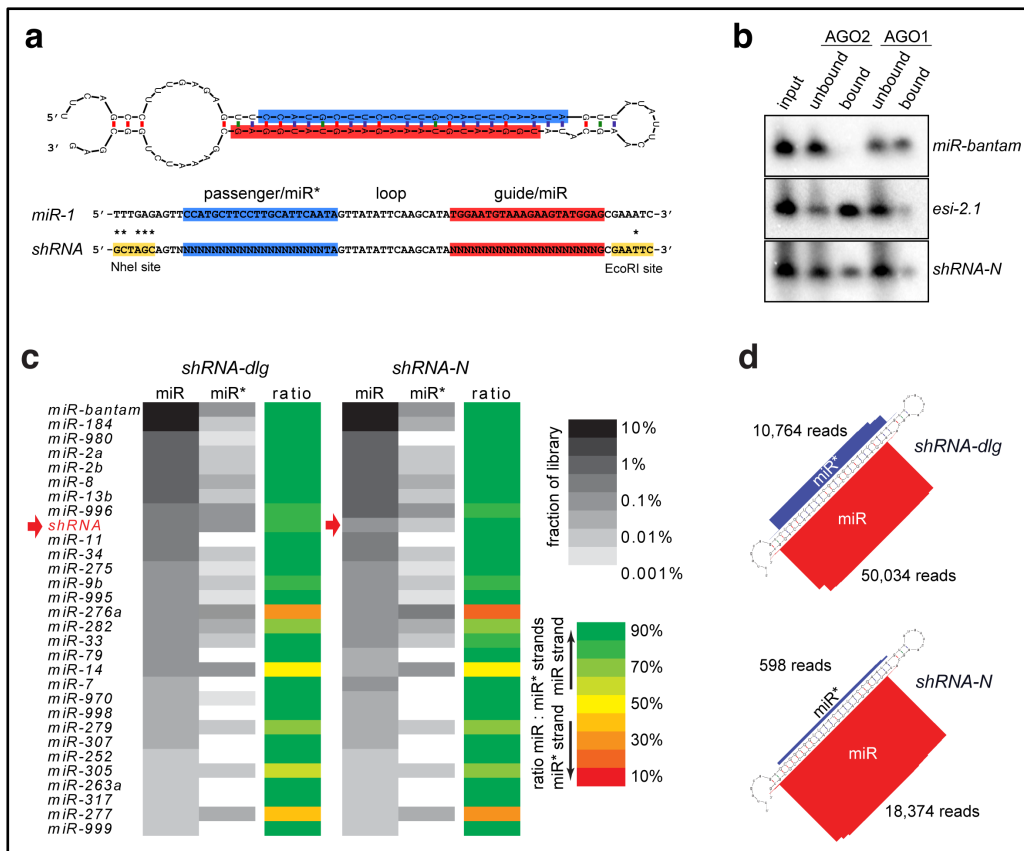 a
5'
3'
passenger/miR* loop guide/miR
miR-1 5'-TTTGAGAGTTCCATGCTTCCTTGCATTCAATAGTTATATTCAAGCATATGGAATGTAAAGAAGTATGGAGCGAAATC-3'
** *** *
shRNA 5'-GCTAGCAGTNNNNNNNNNNNNNNNNNNNNNTAGTTATATTCAAGCATANNNNNNNNNNNNNNNNNNNNNGCGAATTC-3'
NheI site EcoRI site
b
AGO2 AGO1
input unbound bound unbound bound
miR-bantam
esi-2.1
shRNA-N
c
shRNA-dlg shRNA-N
miR miR* ratio miR miR* ratio
miR-bantam
miR-184
miR-980
miR-2a
miR-2b
miR-8
miR-13b
miR-996
shRNA
miR-11
miR-34
miR-275
miR-9b
miR-995
miR-276a
miR-282
miR-33
miR-79
miR-14
miR-7
miR-970
miR-998
miR-279
miR-307
miR-252
miR-305
miR-263a
miR-317
miR-277
miR-999
fraction of library
10%
1%
0.1%
0.01%
0.001%
ratio miR : miR* strands
miR* strand miR strand
90%
70%
50%
30%
10%
d
10,764 reads
shRNA-dlg
miR*
miR
50,034 reads
598 reads
shRNA-N
miR*
miR
18,374 reads